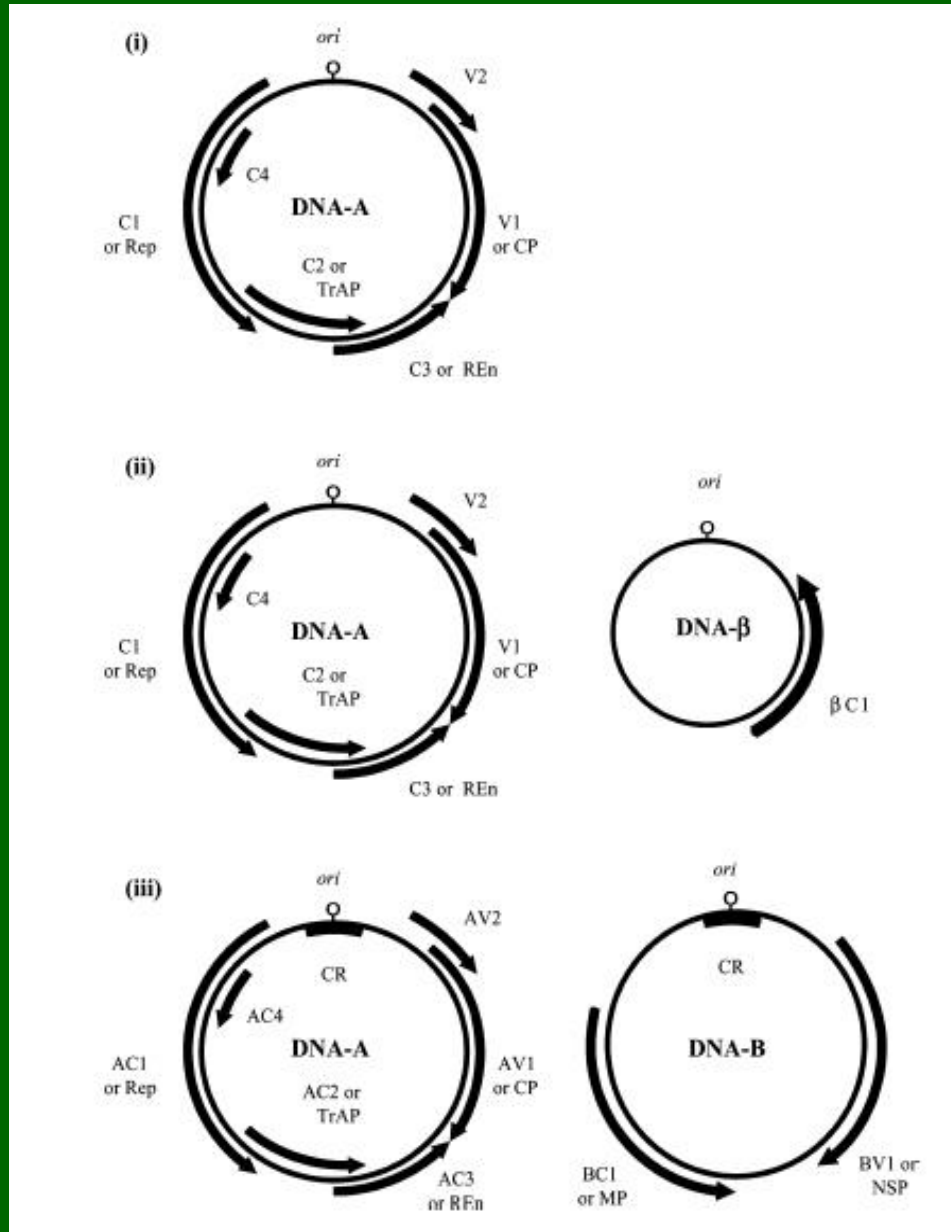 (i)
ori
V2
C4
DNA-A
C1
or Rep
V1
or CP
C2 or
TrAP
C3 or REn
(ii)
ori
V2
ori
C4
DNA-A
DNA-β
C1
or Rep
V1
or CP
C2 or
TrAP
βC1
C3 or REn
(iii)
ori
AV2
ori
CR
CR
AC4
DNA-A
DNA-B
AC1
or Rep
AV1
or CP
AC2 or
TrAP
AC3
or REn
BC1
or MP
BV1 or
NSP